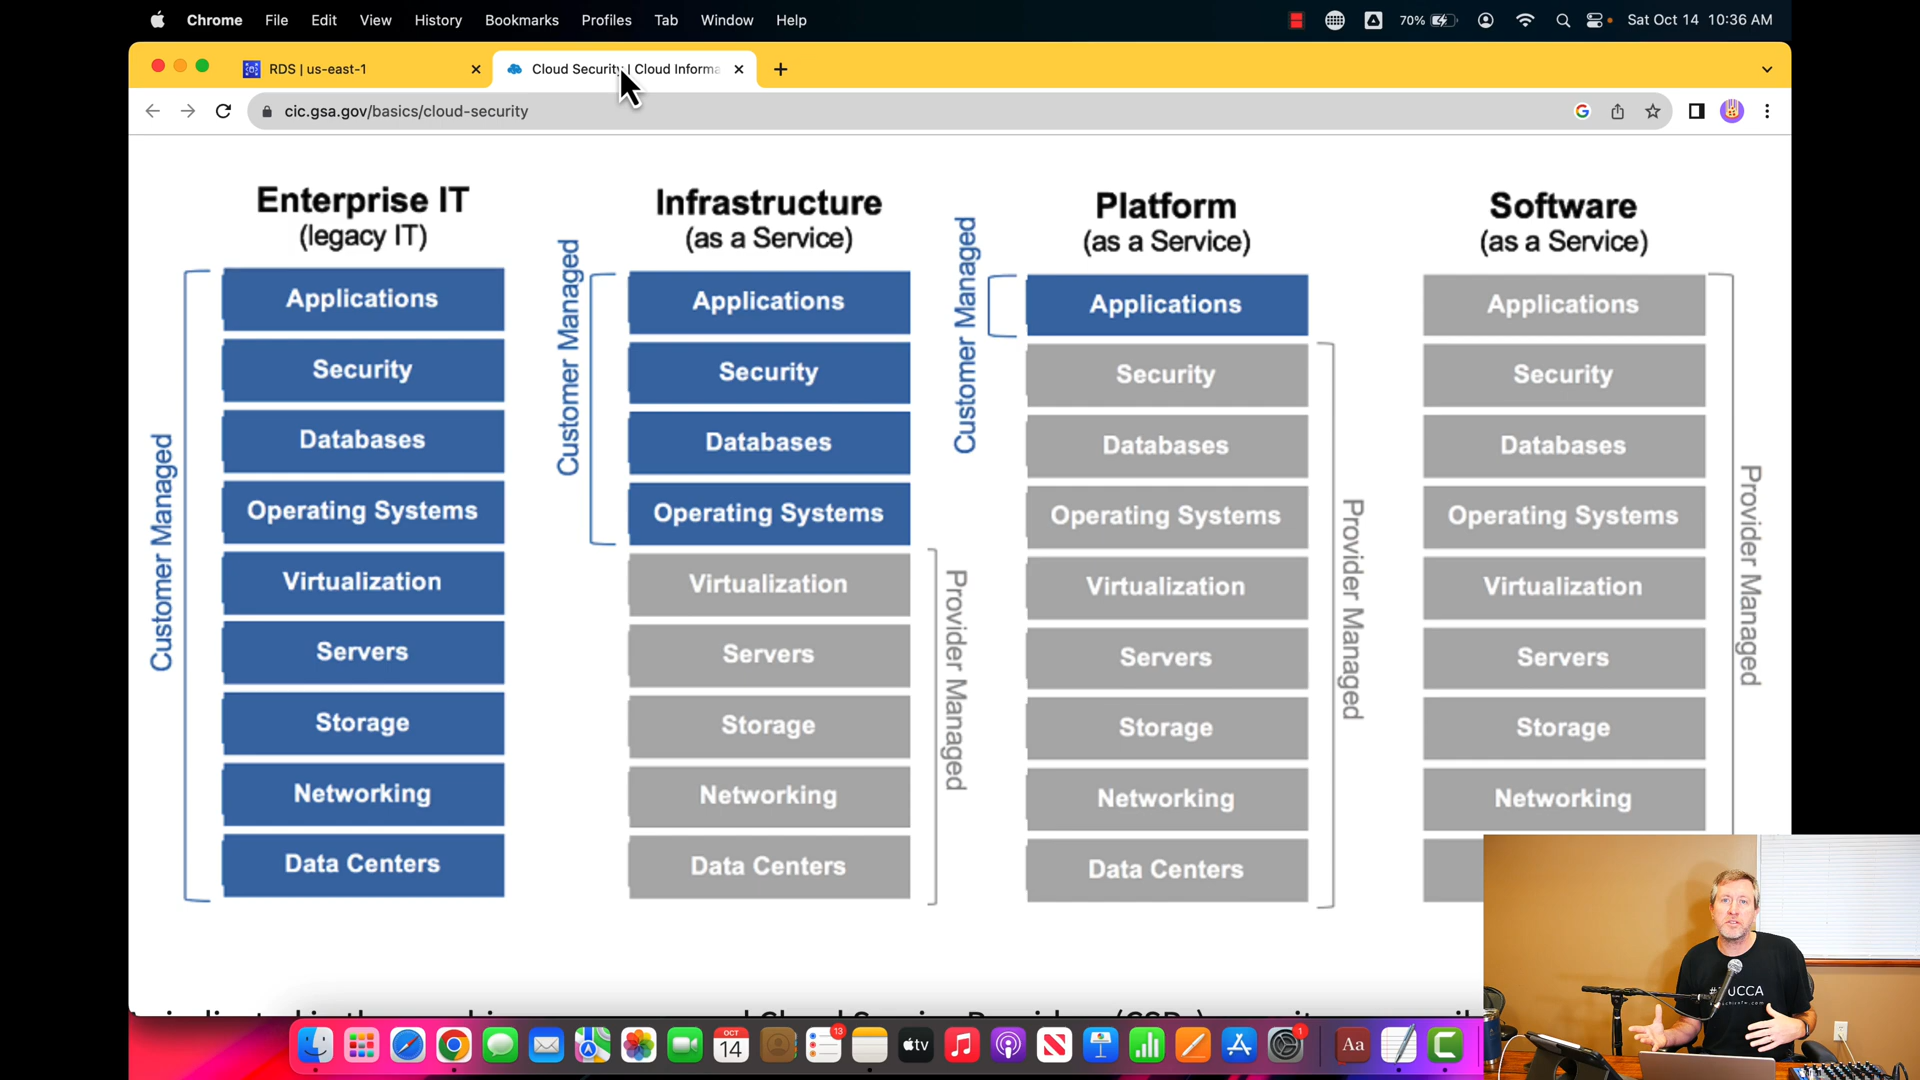 Chrome File Edit View History Bookmarks Profiles Tab Window Help
70% Sat Oct 14 10:36 AM
RDS | us-east-1
Cloud Security | Cloud Informa
cic.gsa.gov/basics/cloud-security
Enterprise IT
(legacy IT)
Customer Managed
Applications
Security
Databases
Operating Systems
Virtualization
Servers
Storage
Networking
Data Centers
Infrastructure
(as a Service)
Customer Managed
Applications
Security
Databases
Operating Systems
Virtualization
Servers
Storage
Networking
Data Centers
Provider Managed
Platform
(as a Service)
Customer Managed
Applications
Security
Databases
Operating Systems
Virtualization
Servers
Storage
Networking
Data Centers
Provider Managed
Software
(as a Service)
Applications
Security
Databases
Operating Systems
Virtualization
Servers
Storage
Networking
Provider Managed
OCT
14
13
tv
1
Aa